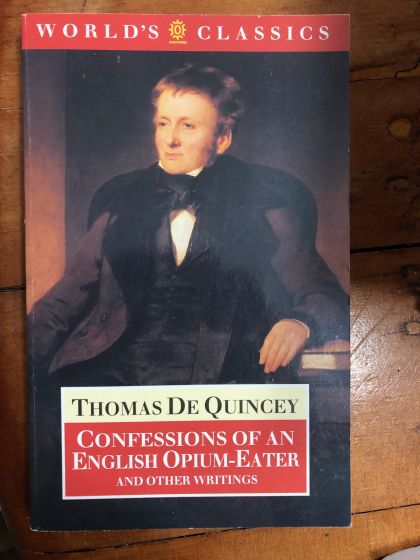 WORLD'S CLASSICS
THOMAS DE QUINCEY
CONFESSIONS OF AN
ENGLISH OPIUM-EATER
AND OTHER WRITINGS